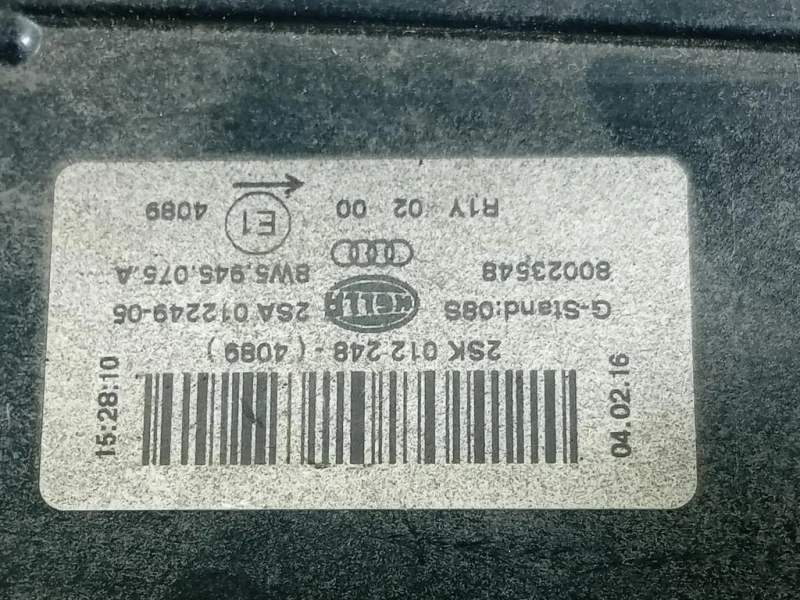 04.02.16
15:28:10
2SK 012 248 - ( 4089 )
G-Stand:08S HELLA 2SA 012249-05
80023548 8W5.945.075.A
R1Y 02 00 E1 4089